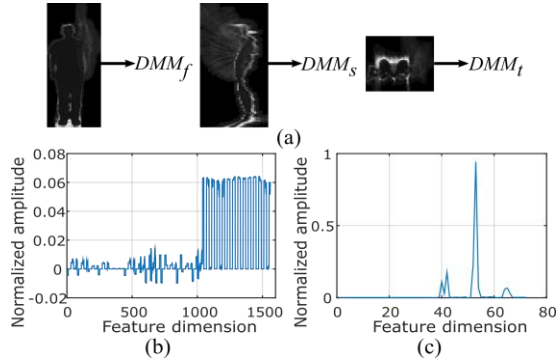 DMM_f DMM_s DMM_t
(a)
Normalized amplitude
0.08
0.06
0.04
0.02
0
-0.02
0 500 1000 1500
Feature dimension
(b)
Normalized amplitude
1
0.5
0
0 20 40 60 80
Feature dimension
(c)